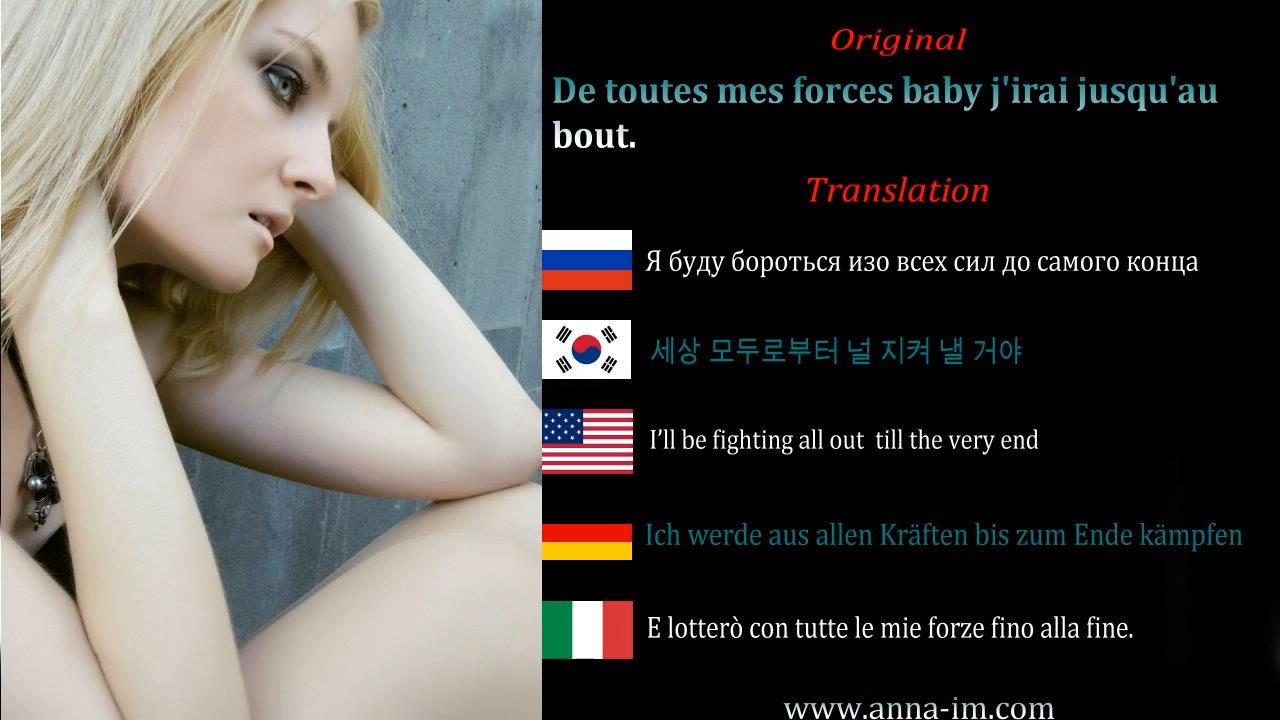 Original
De toutes mes forces baby j'irai jusqu'au
bout.
Translation
Я буду бороться изо всех сил до самого конца
세상 모두로부터 널 지켜 낼 거야
I’ll be fighting all out  till the very end
Ich werde aus allen Kräften bis zum Ende kämpfen
E lotterò con tutte le mie forze fino alla fine.
www.anna-im.com